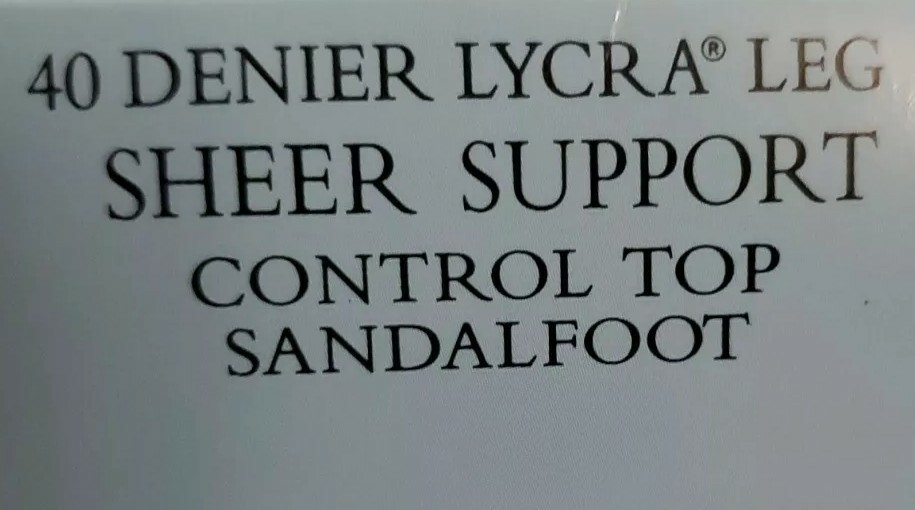 40 DENIER LYCRA® LEG
SHEER SUPPORT
CONTROL TOP
SANDALFOOT